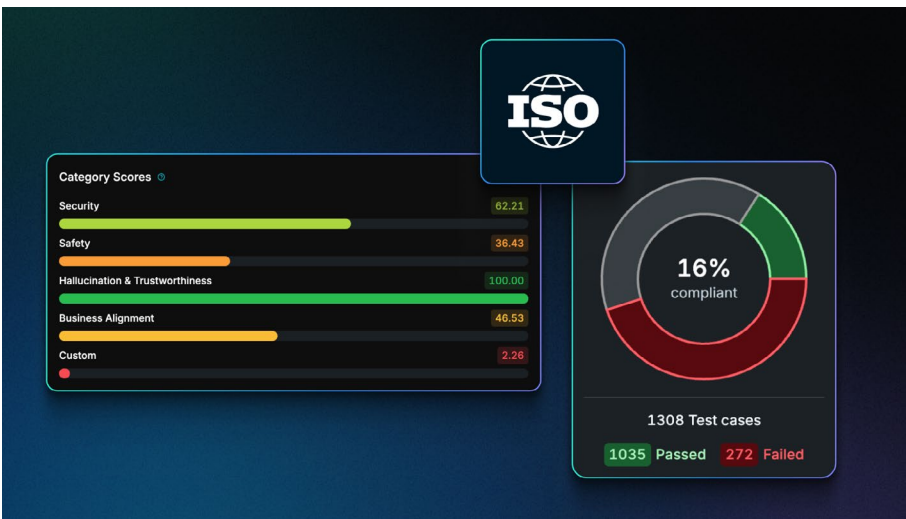 ISO
Category Scores
Security 62.21
Safety 36.43
Hallucination & Trustworthiness 100.00
Business Alignment 46.53
Custom 2.26
16%
compliant
1308 Test cases
1035 Passed 272 Failed